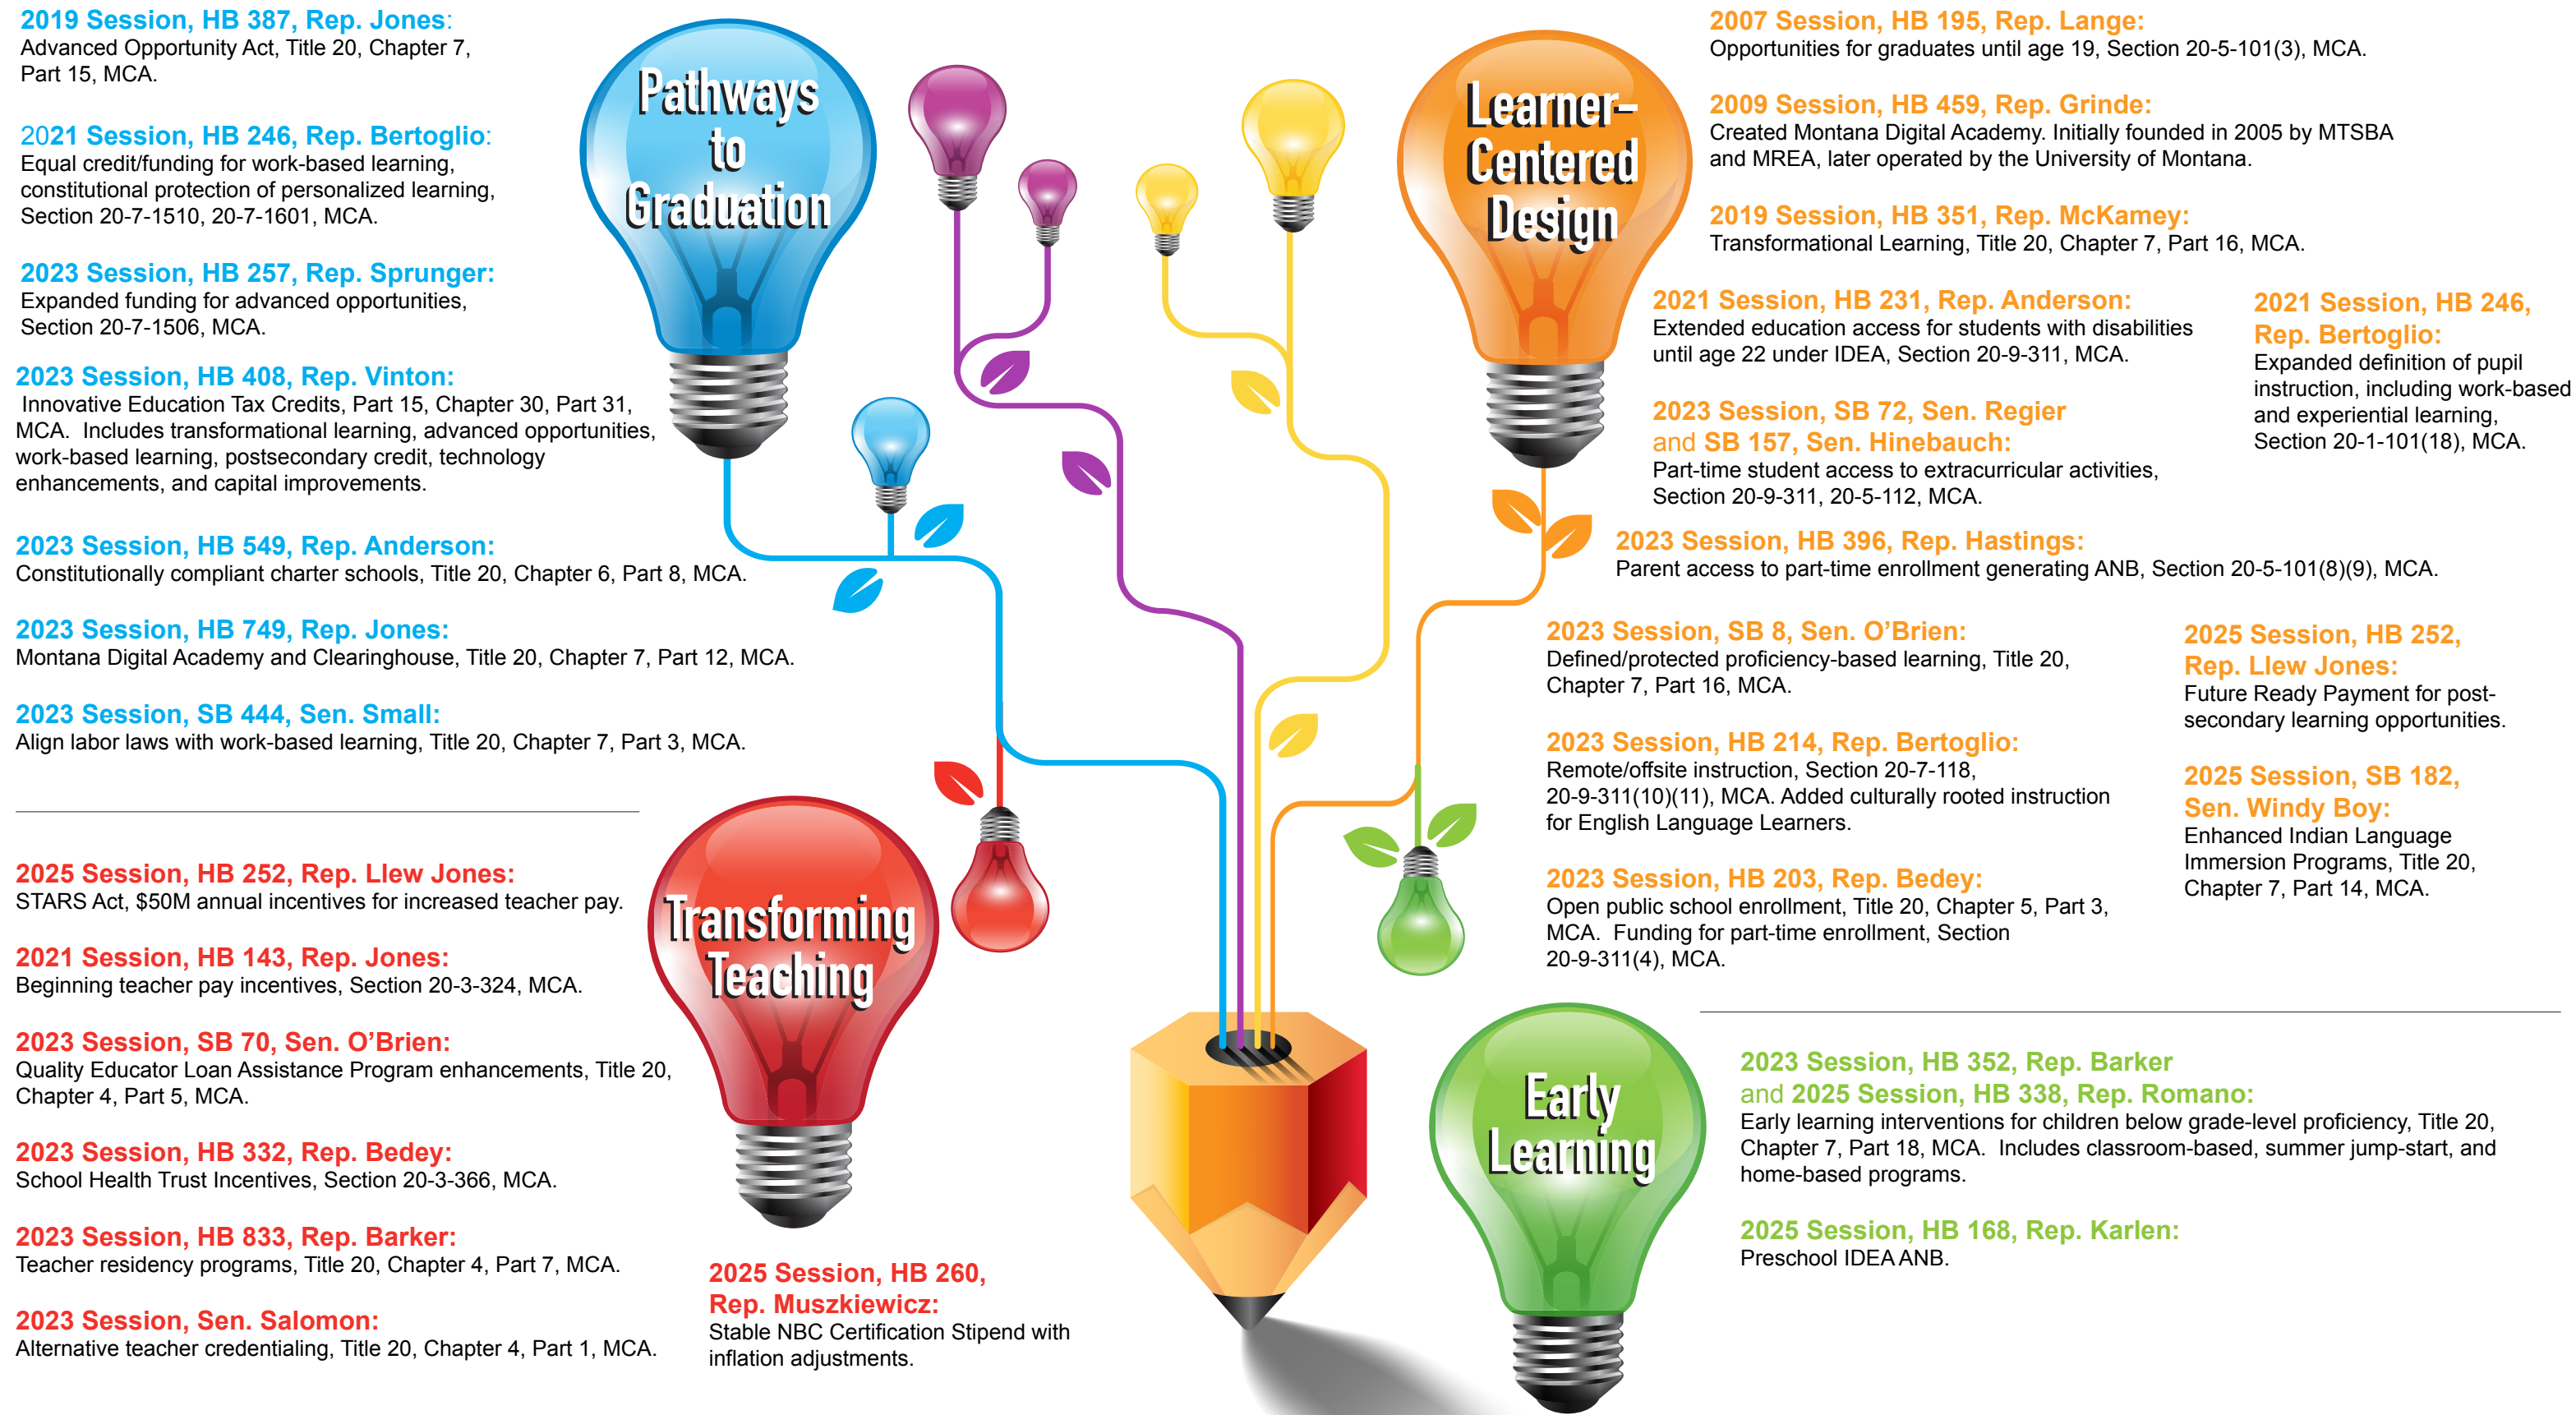 2019 Session, HB 387, Rep. Jones:
Advanced Opportunity Act, Title 20, Chapter 7,
Part 15, MCA.
2021 Session, HB 246, Rep. Bertoglio:
Equal credit/funding for work-based learning,
constitutional protection of personalized learning,
Section 20-7-1510, 20-7-1601, MCA.
2023 Session, HB 257, Rep. Sprunger:
Expanded funding for advanced opportunities,
Section 20-7-1506, MCA.
2023 Session, HB 408, Rep. Vinton:
Innovative Education Tax Credits, Part 15, Chapter 30, Part 31,
MCA.  Includes transformational learning, advanced opportunities,
work-based learning, postsecondary credit, technology
enhancements, and capital improvements.
2023 Session, HB 549, Rep. Anderson:
Constitutionally compliant charter schools, Title 20, Chapter 6, Part 8, MCA.
2023 Session, HB 749, Rep. Jones:
Montana Digital Academy and Clearinghouse, Title 20, Chapter 7, Part 12, MCA.
2023 Session, SB 444, Sen. Small:
Align labor laws with work-based learning, Title 20, Chapter 7, Part 3, MCA.
Pathways
to
Graduation
Learner-
Centered
Design
2007 Session, HB 195, Rep. Lange:
Opportunities for graduates until age 19, Section 20-5-101(3), MCA.
2009 Session, HB 459, Rep. Grinde:
Created Montana Digital Academy. Initially founded in 2005 by MTSBA
and MREA, later operated by the University of Montana.
2019 Session, HB 351, Rep. McKamey:
Transformational Learning, Title 20, Chapter 7, Part 16, MCA.
2021 Session, HB 231, Rep. Anderson:
Extended education access for students with disabilities
until age 22 under IDEA, Section 20-9-311, MCA.
2021 Session, HB 246,
Rep. Bertoglio:
Expanded definition of pupil
instruction, including work-based
and experiential learning,
Section 20-1-101(18), MCA.
2023 Session, SB 72, Sen. Regier
and SB 157, Sen. Hinebauch:
Part-time student access to extracurricular activities,
Section 20-9-311, 20-5-112, MCA.
2023 Session, HB 396, Rep. Hastings:
Parent access to part-time enrollment generating ANB, Section 20-5-101(8)(9), MCA.
2023 Session, SB 8, Sen. O'Brien:
Defined/protected proficiency-based learning, Title 20,
Chapter 7, Part 16, MCA.
2023 Session, HB 214, Rep. Bertoglio:
Remote/offsite instruction, Section 20-7-118,
20-9-311(10)(11), MCA. Added culturally rooted instruction
for English Language Learners.
2023 Session, HB 203, Rep. Bedey:
Open public school enrollment, Title 20, Chapter 5, Part 3,
MCA.  Funding for part-time enrollment, Section
20-9-311(4), MCA.
2025 Session, HB 252,
Rep. Llew Jones:
Future Ready Payment for post-
secondary learning opportunities.
2025 Session, SB 182,
Sen. Windy Boy:
Enhanced Indian Language
Immersion Programs, Title 20,
Chapter 7, Part 14, MCA.
2025 Session, HB 252, Rep. Llew Jones:
STARS Act, $50M annual incentives for increased teacher pay.
2021 Session, HB 143, Rep. Jones:
Beginning teacher pay incentives, Section 20-3-324, MCA.
2023 Session, SB 70, Sen. O'Brien:
Quality Educator Loan Assistance Program enhancements, Title 20,
Chapter 4, Part 5, MCA.
2023 Session, HB 332, Rep. Bedey:
School Health Trust Incentives, Section 20-3-366, MCA.
2023 Session, HB 833, Rep. Barker:
Teacher residency programs, Title 20, Chapter 4, Part 7, MCA.
2023 Session, Sen. Salomon:
Alternative teacher credentialing, Title 20, Chapter 4, Part 1, MCA.
Transforming
Teaching
2025 Session, HB 260,
Rep. Muszkiewicz:
Stable NBC Certification Stipend with
inflation adjustments.
Early
Learning
2023 Session, HB 352, Rep. Barker
and 2025 Session, HB 338, Rep. Romano:
Early learning interventions for children below grade-level proficiency, Title 20,
Chapter 7, Part 18, MCA.  Includes classroom-based, summer jump-start, and
home-based programs.
2025 Session, HB 168, Rep. Karlen:
Preschool IDEA ANB.